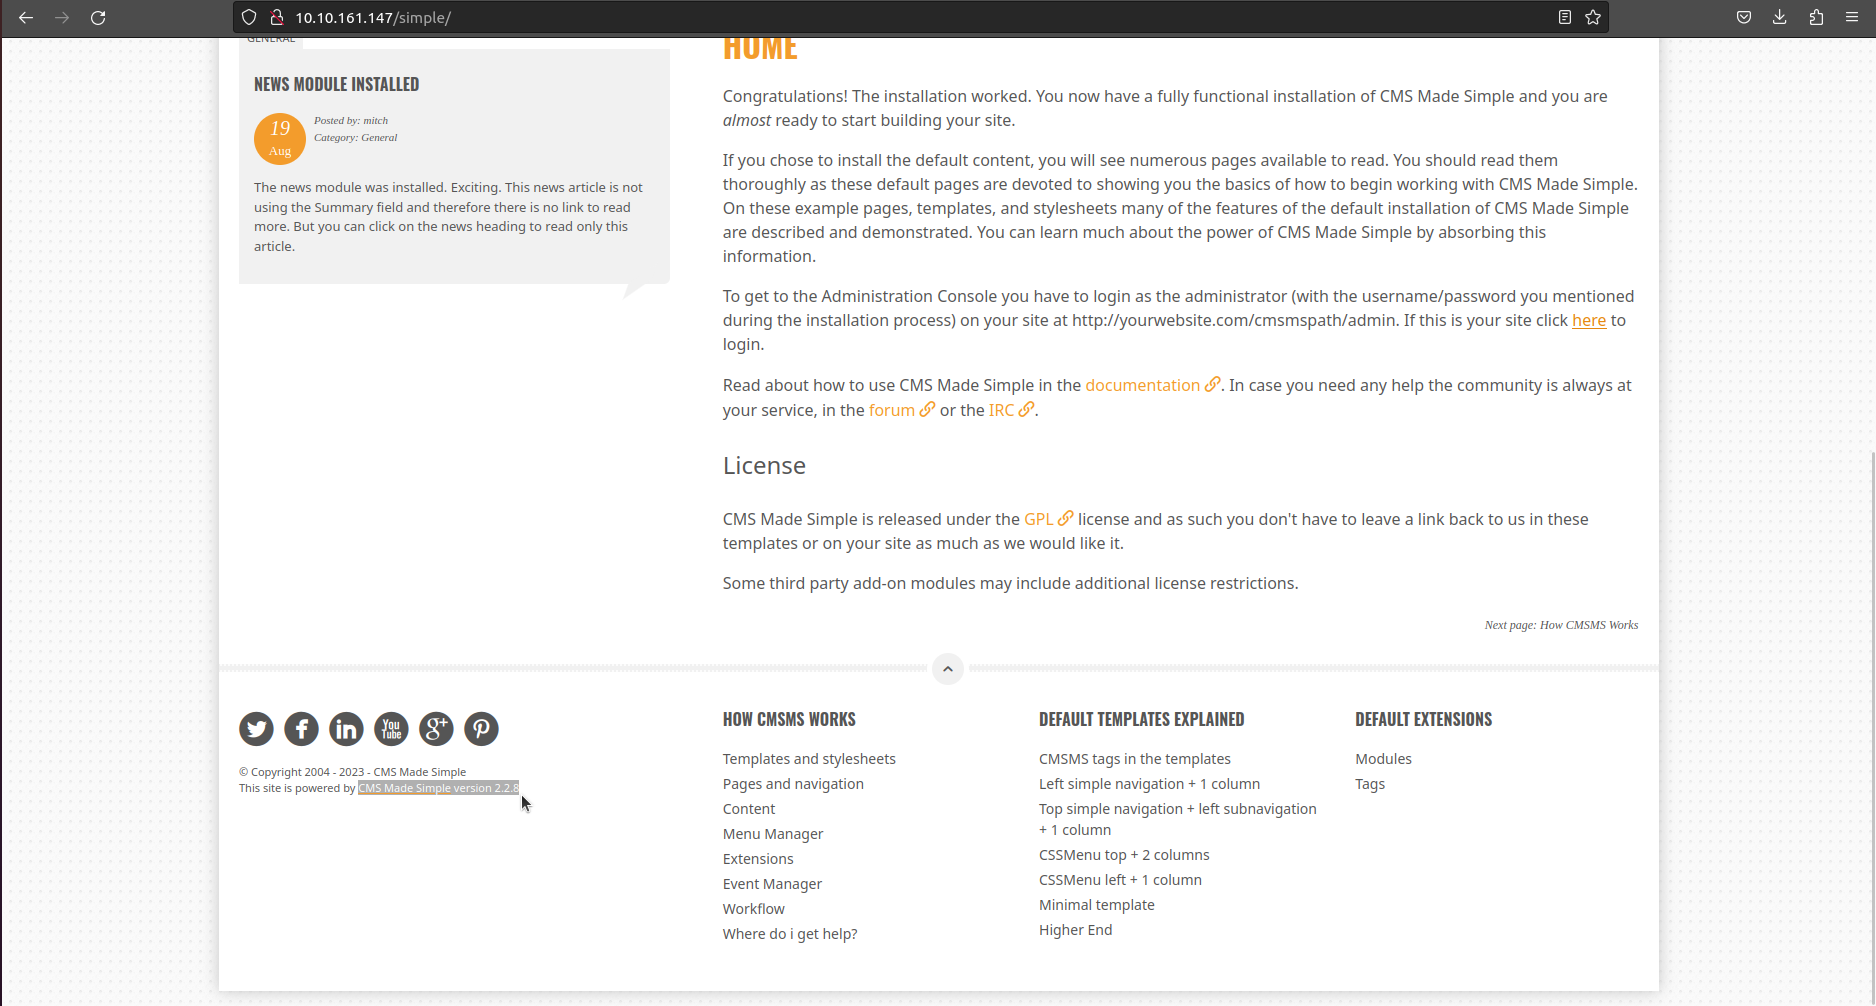 10.10.161.147/simple/
GENERAL
NEWS MODULE INSTALLED
19
Aug
Posted by: mitch
Category: General
The news module was installed. Exciting. This news article is not
using the Summary field and therefore there is no link to read
more. But you can click on the news heading to read only this
article.
HOME
Congratulations! The installation worked. You now have a fully functional installation of CMS Made Simple and you are
almost ready to start building your site.
If you chose to install the default content, you will see numerous pages available to read. You should read them
thoroughly as these default pages are devoted to showing you the basics of how to begin working with CMS Made Simple.
On these example pages, templates, and stylesheets many of the features of the default installation of CMS Made Simple
are described and demonstrated. You can learn much about the power of CMS Made Simple by absorbing this
information.
To get to the Administration Console you have to login as the administrator (with the username/password you mentioned
during the installation process) on your site at http://yourwebsite.com/cmsmspath/admin. If this is your site click here to
login.
Read about how to use CMS Made Simple in the documentation. In case you need any help the community is always at
your service, in the forum or the IRC.
License
CMS Made Simple is released under the GPL license and as such you don't have to leave a link back to us in these
templates or on your site as much as we would like it.
Some third party add-on modules may include additional license restrictions.
Next page: How CMSMS Works
You
Tube
© Copyright 2004 - 2023 - CMS Made Simple
This site is powered by CMS Made Simple version 2.2.8
HOW CMSMS WORKS
Templates and stylesheets
Pages and navigation
Content
Menu Manager
Extensions
Event Manager
Workflow
Where do i get help?
DEFAULT TEMPLATES EXPLAINED
CMSMS tags in the templates
Left simple navigation + 1 column
Top simple navigation + left subnavigation
+ 1 column
CSSMenu top + 2 columns
CSSMenu left + 1 column
Minimal template
Higher End
DEFAULT EXTENSIONS
Modules
Tags